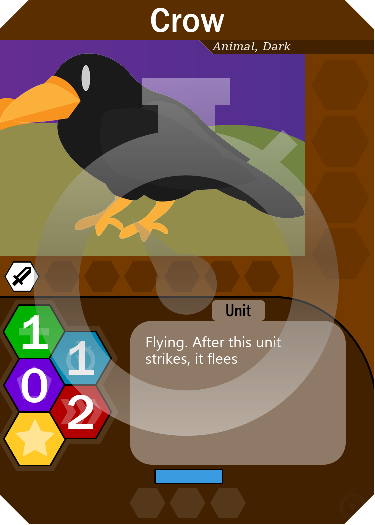 Crow
Animal, Dark
Unit
Flying. After this unit
strikes, it flees
1
1
0
2